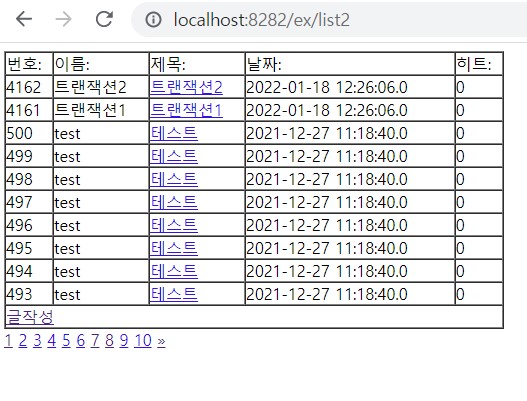 localhost:8282/ex/list2
번호: 이름: 제목: 날짜: 히트:
4162 트랜잭션2 트랜잭션2 2022-01-18 12:26:06.0 0
4161 트랜잭션1 트랜잭션1 2022-01-18 12:26:06.0 0
500 test 테스트 2021-12-27 11:18:40.0 0
499 test 테스트 2021-12-27 11:18:40.0 0
498 test 테스트 2021-12-27 11:18:40.0 0
497 test 테스트 2021-12-27 11:18:40.0 0
496 test 테스트 2021-12-27 11:18:40.0 0
495 test 테스트 2021-12-27 11:18:40.0 0
494 test 테스트 2021-12-27 11:18:40.0 0
493 test 테스트 2021-12-27 11:18:40.0 0
글작성
1 2 3 4 5 6 7 8 9 10 »